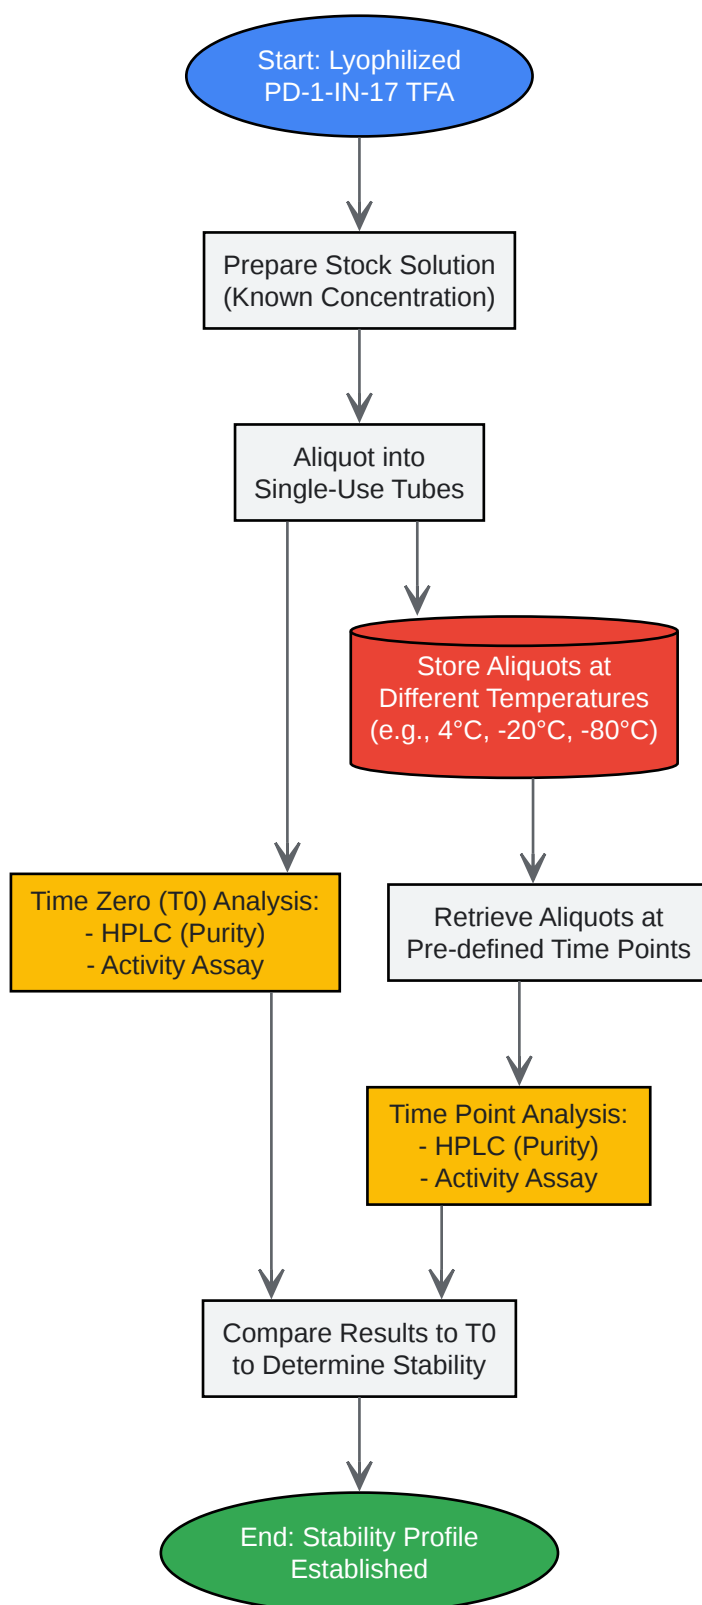 Start: Lyophilized
PD-1-IN-17 TFA
Prepare Stock Solution
(Known Concentration)
Aliquot into
Single-Use Tubes
Store Aliquots at
Different Temperatures
(e.g., 4°C, -20°C, -80°C)
Time Zero (T0) Analysis:
- HPLC (Purity)
- Activity Assay
Retrieve Aliquots at
Pre-defined Time Points
Time Point Analysis:
- HPLC (Purity)
- Activity Assay
Compare Results to T0
to Determine Stability
End: Stability Profile
Established